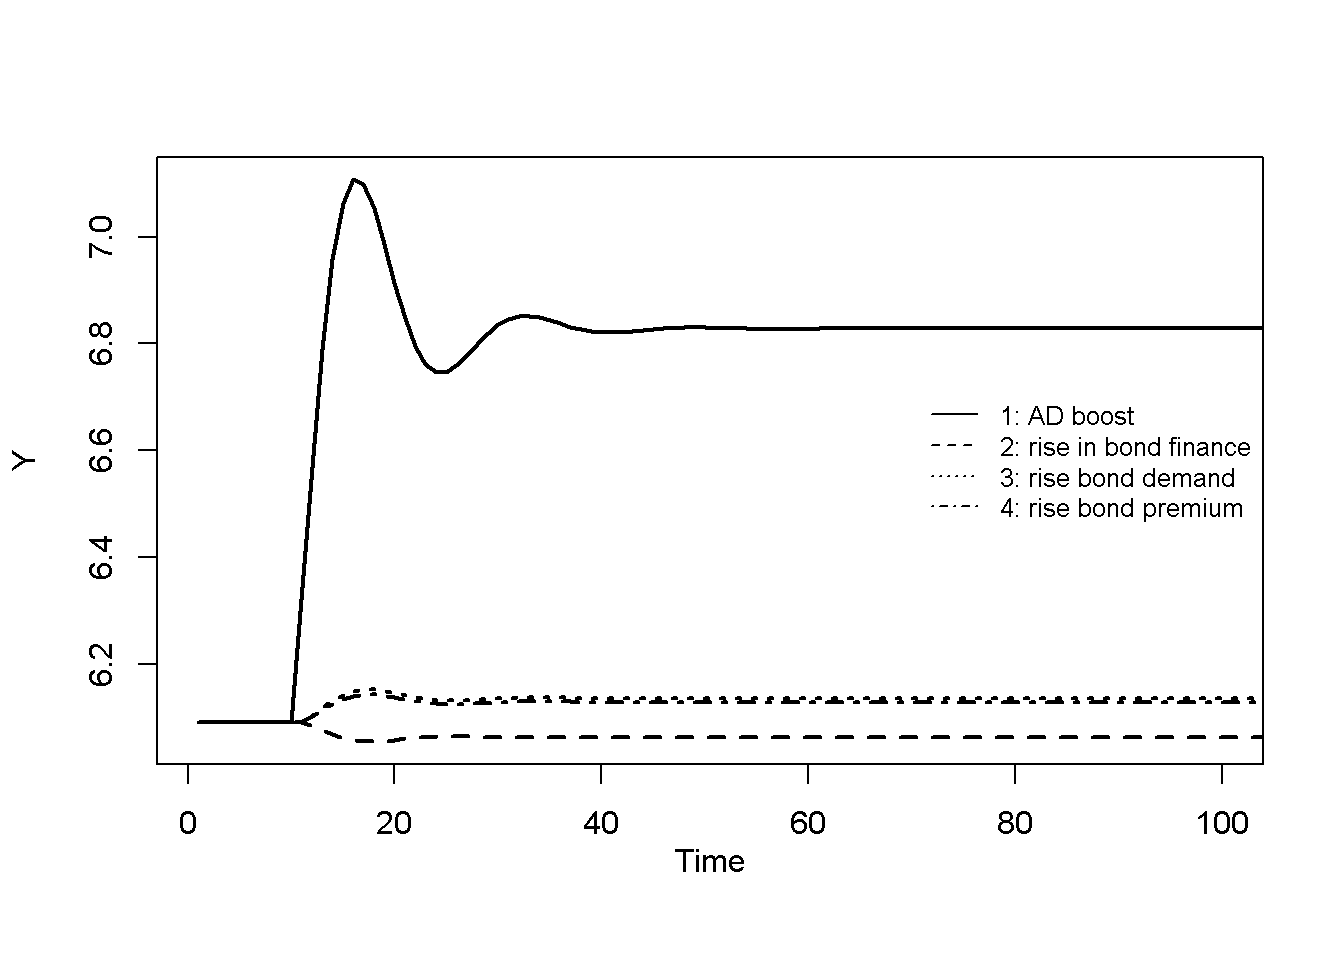 Y
7.0
6.8
6.6
6.4
6.2
1: AD boost
2: rise in bond finance
3: rise bond demand
4: rise bond premium
0 20 40 60 80 100
Time